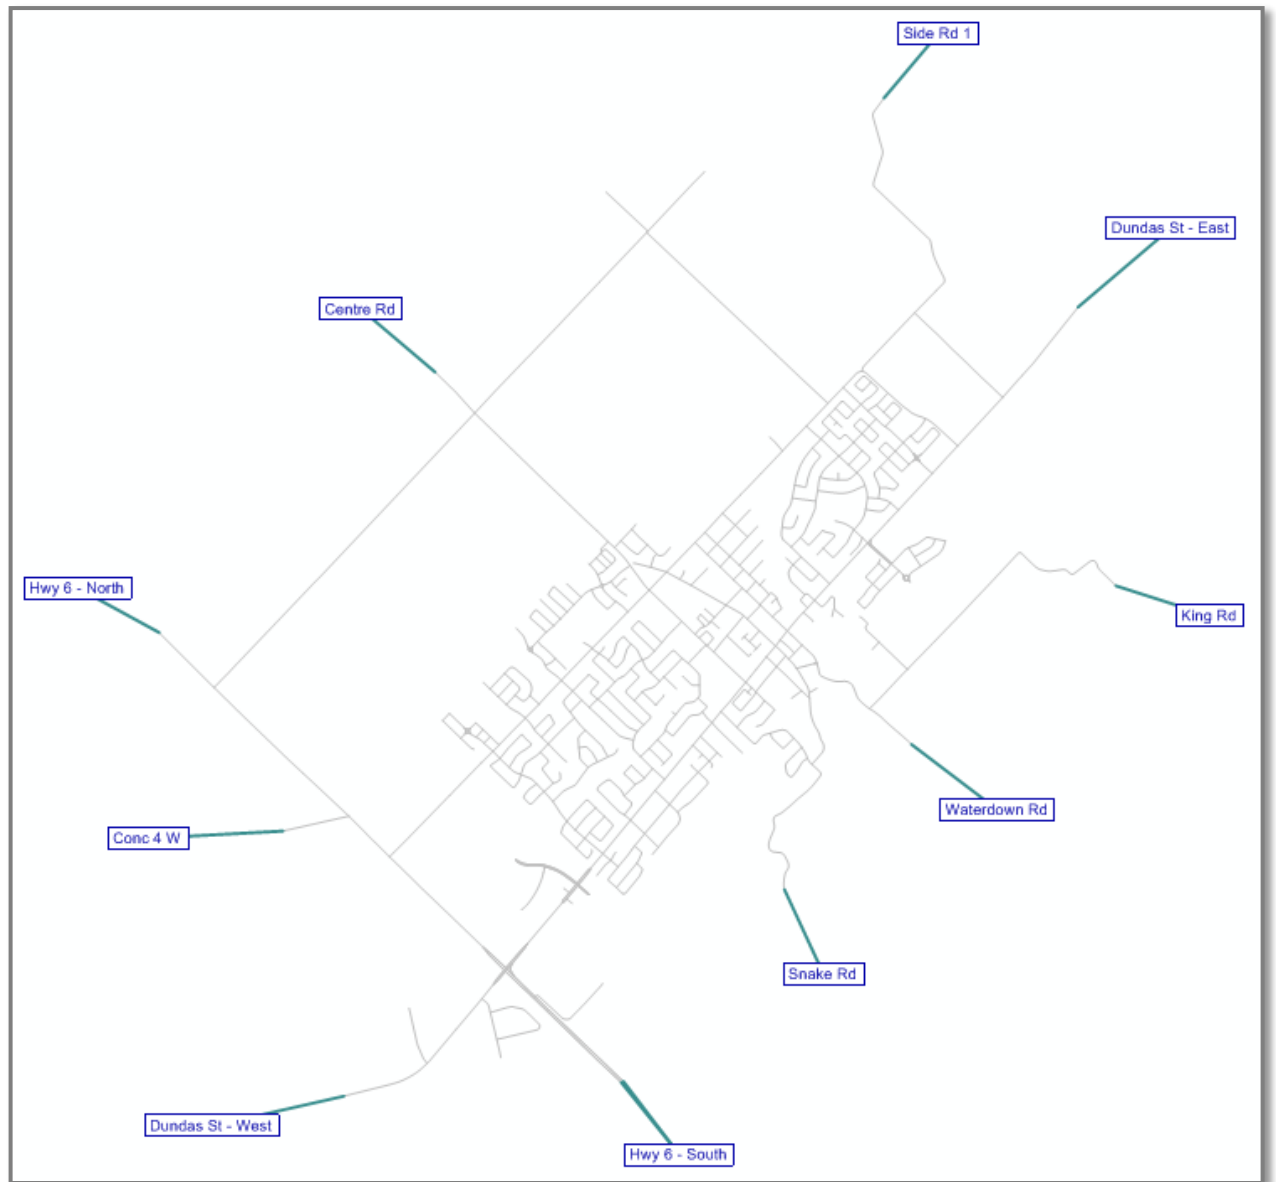 Side Rd 1
Dundas St - East
Centre Rd
Hwy 6 - North
King Rd
Waterdown Rd
Conc 4 W
Snake Rd
Dundas St - West
Hwy 6 - South